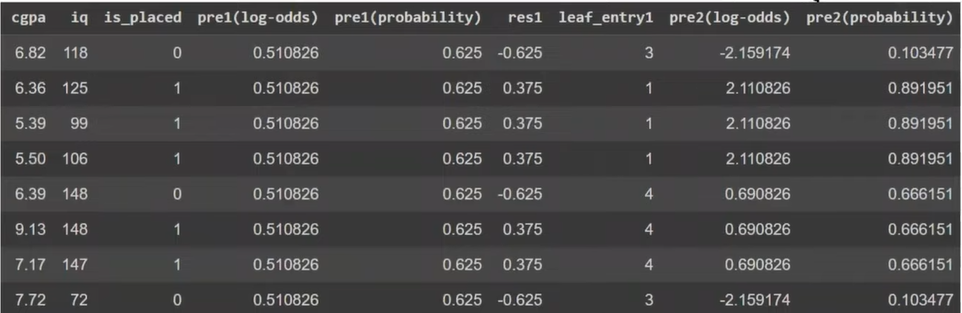 cgpa iq is_placed pre1(log-odds) pre1(probability) res1 leaf_entry1 pre2(log-odds) pre2(probability)
6.82 118 0 0.510826 0.625 -0.625 3 -2.159174 0.103477
6.36 125 1 0.510826 0.625 0.375 1 2.110826 0.891951
5.39 99 1 0.510826 0.625 0.375 1 2.110826 0.891951
5.50 106 1 0.510826 0.625 0.375 1 2.110826 0.891951
6.39 148 0 0.510826 0.625 -0.625 4 0.690826 0.666151
9.13 148 1 0.510826 0.625 0.375 4 0.690826 0.666151
7.17 147 1 0.510826 0.625 0.375 4 0.690826 0.666151
7.72 72 0 0.510826 0.625 -0.625 3 -2.159174 0.103477